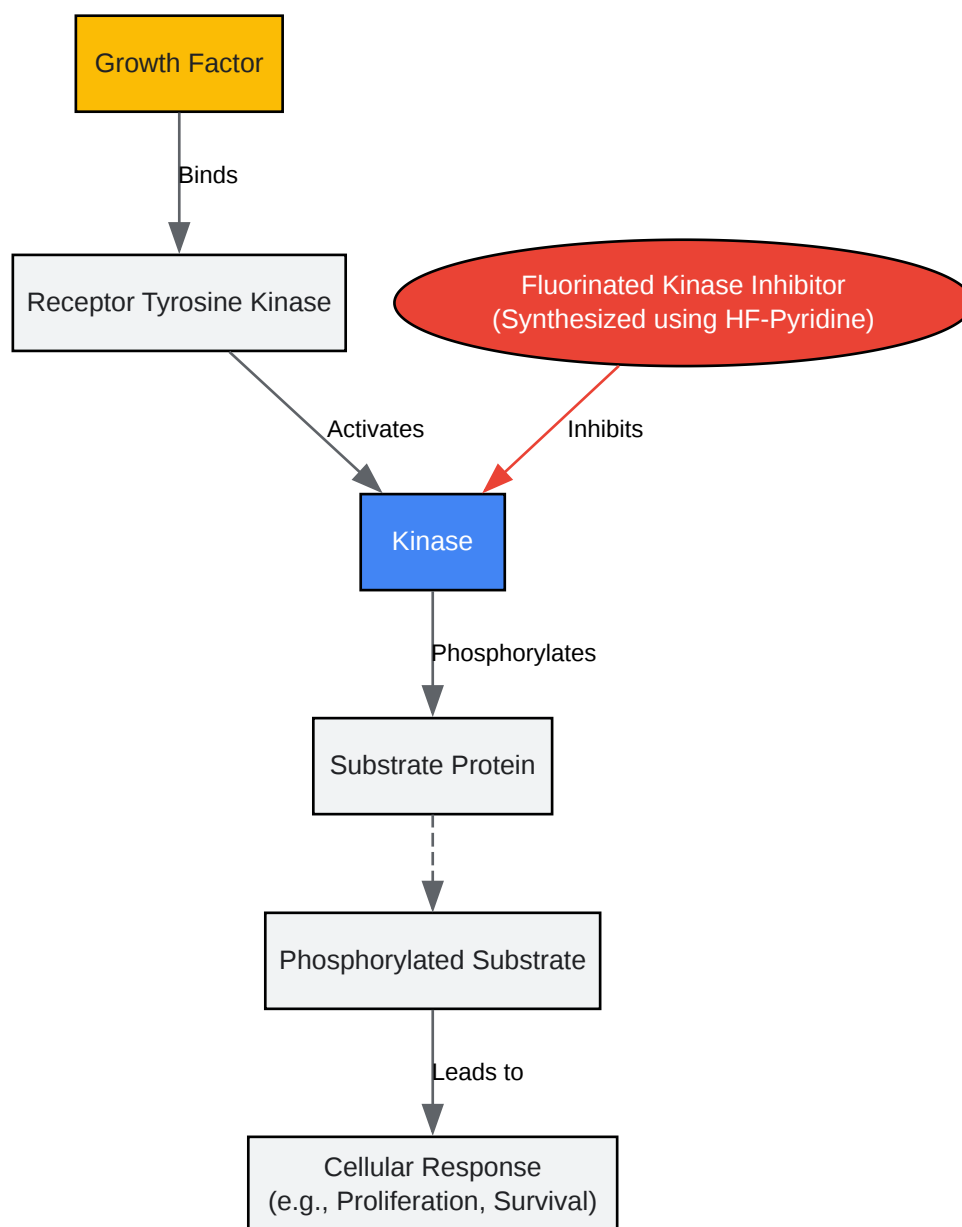 Growth Factor
Binds
Receptor Tyrosine Kinase
Fluorinated Kinase Inhibitor
(Synthesized using HF-Pyridine)
Activates
Inhibits
Kinase
Phosphorylates
Substrate Protein
Phosphorylated Substrate
Leads to
Cellular Response
(e.g., Proliferation, Survival)